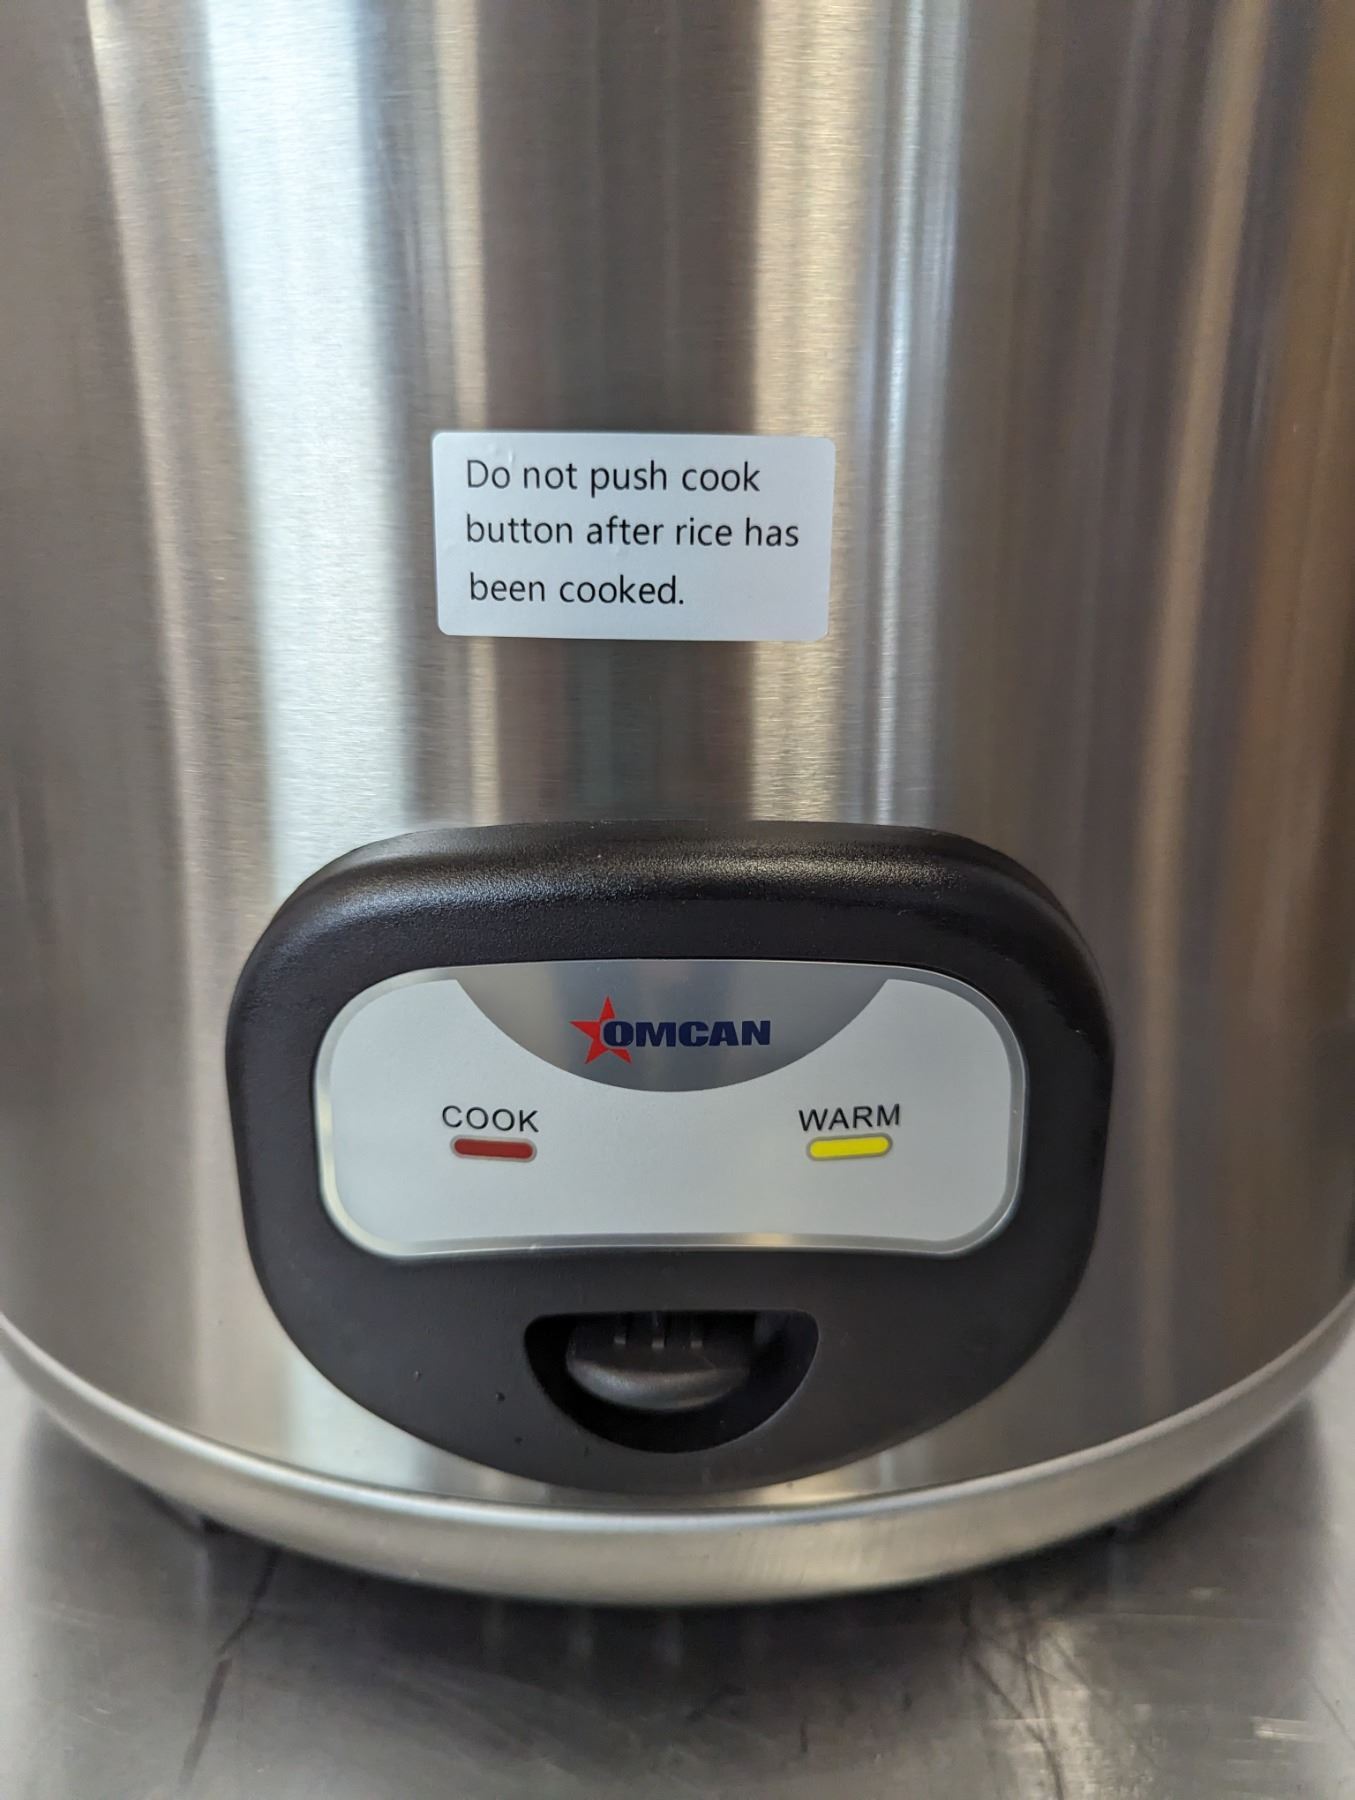 Do not push cook
button after rice has
been cooked.
OMCAN
COOK
WARM